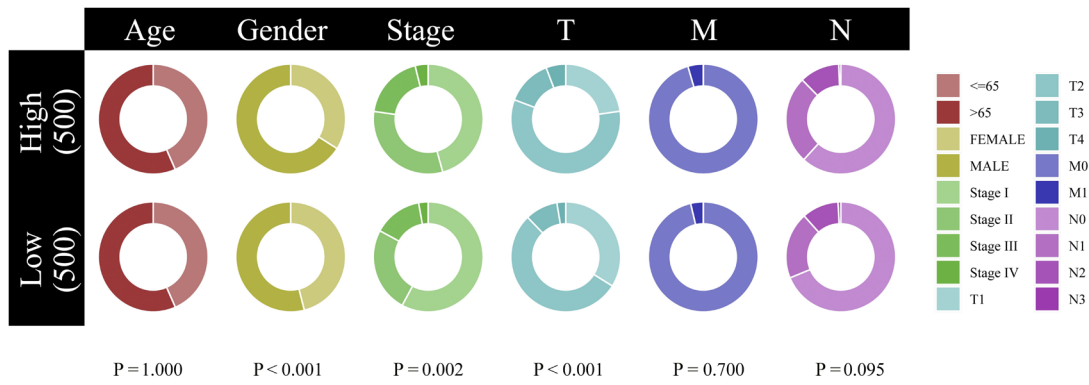 Age Gender Stage T M N
High
(500)
Low
(500)
<=65
>65
FEMALE
MALE
Stage I
Stage II
Stage III
Stage IV
T1
T2
T3
T4
M0
M1
N0
N1
N2
N3
P = 1.000 P < 0.001 P = 0.002 P < 0.001 P = 0.700 P = 0.095